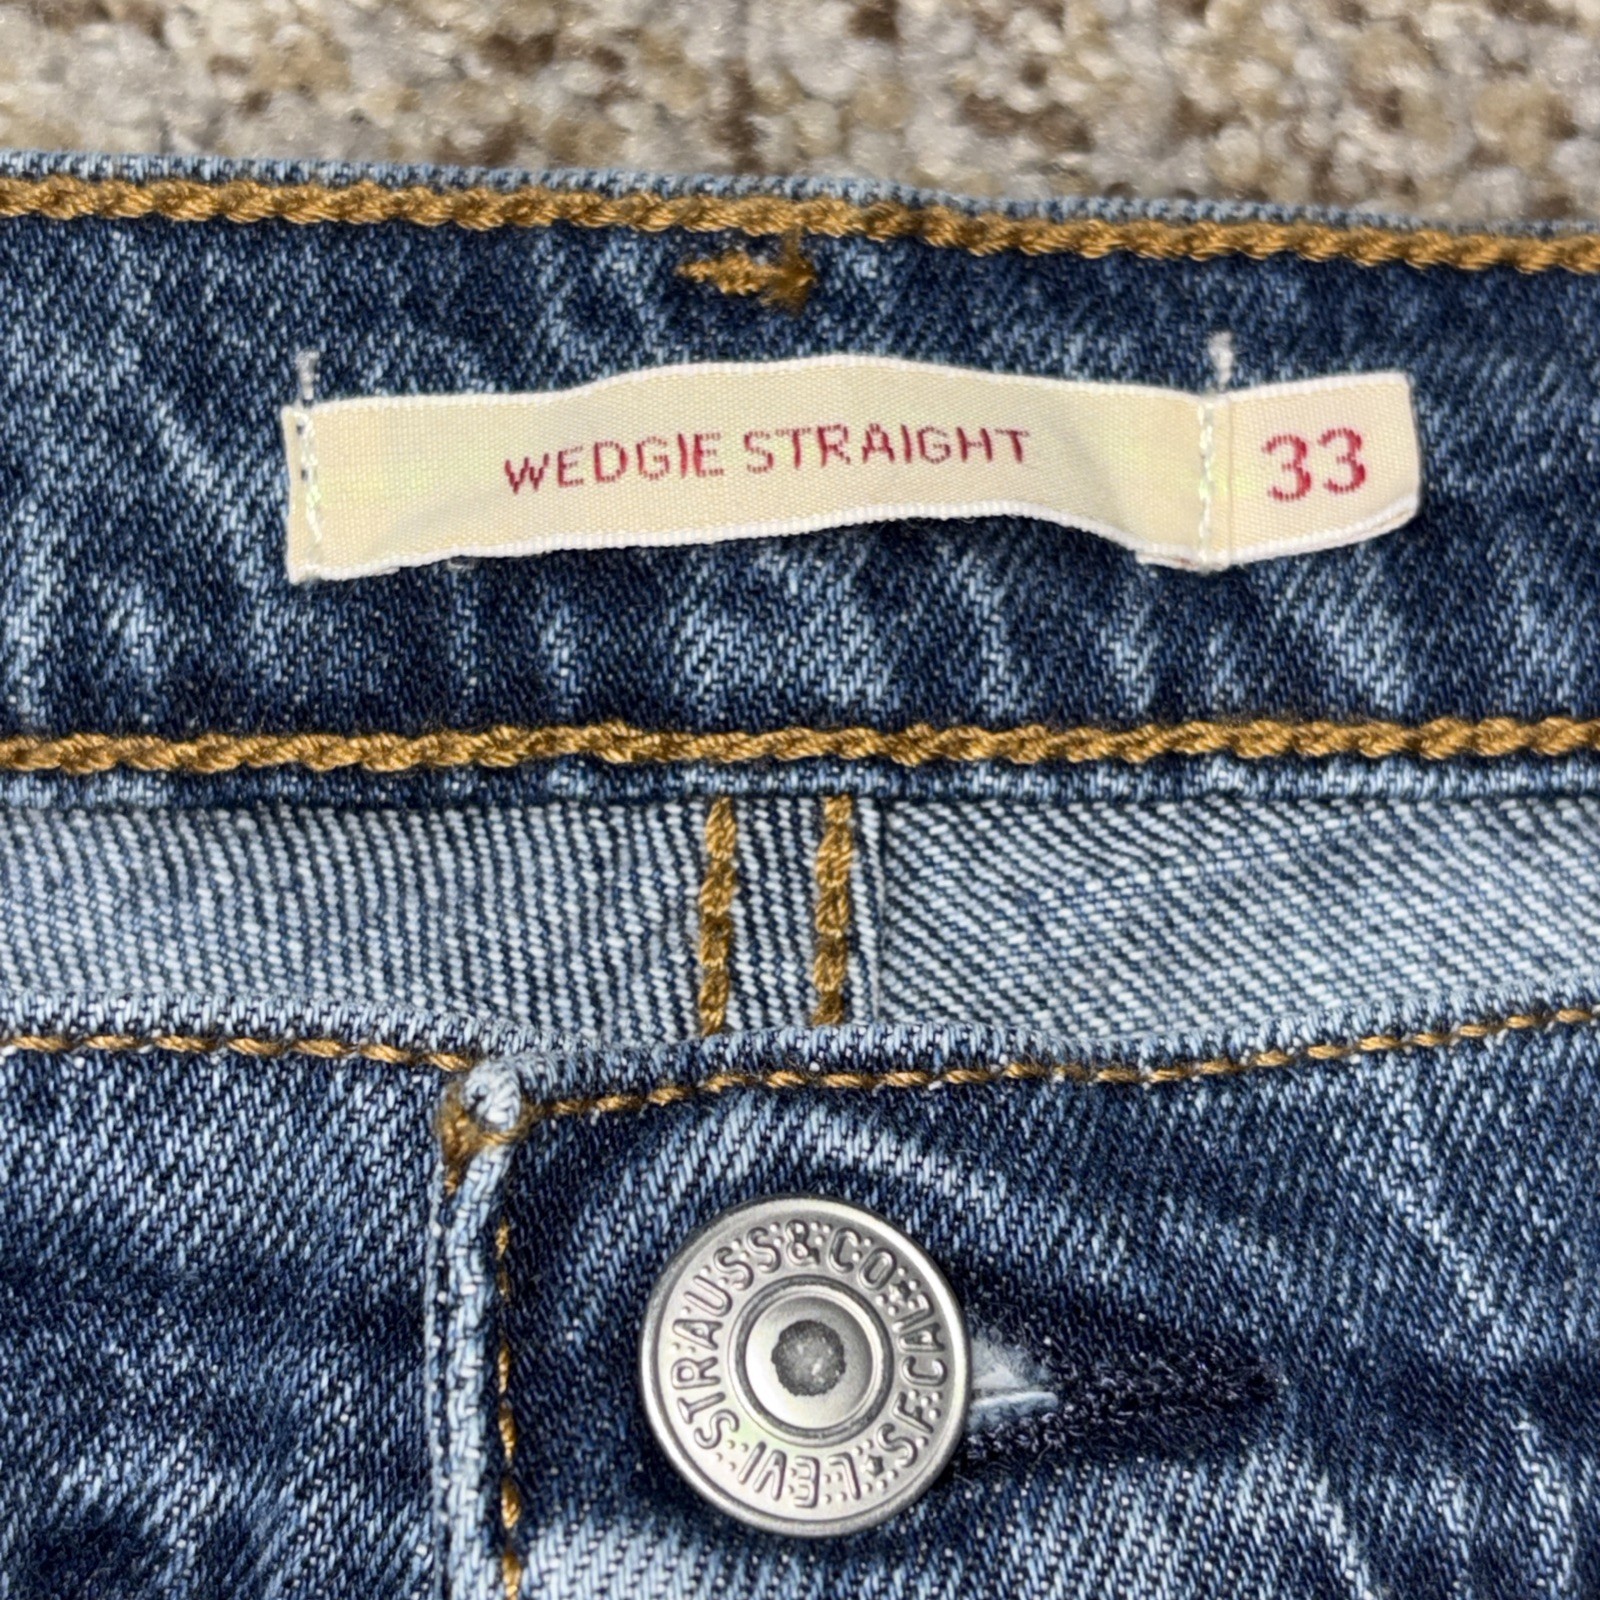 WEDGIE STRAIGHT
33
LEVI STRAUSS & CO. S.F. CAL